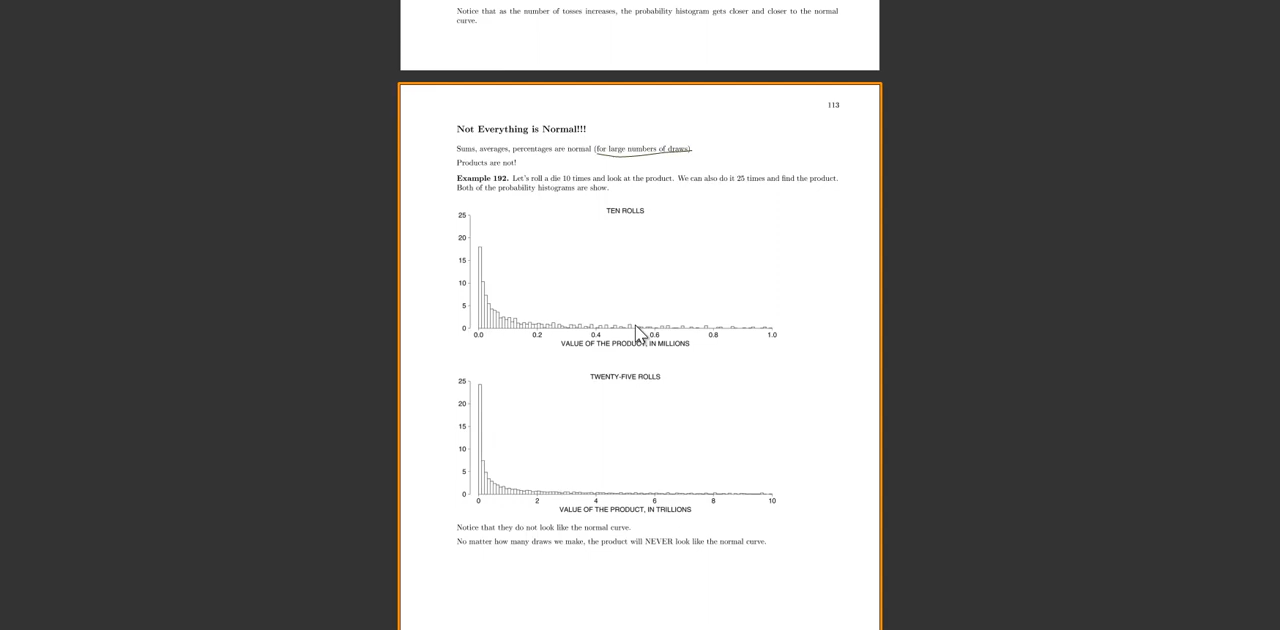 Notice that as the number of tosses increases, the probability histogram gets closer and closer to the normal
curve.
113
Not Everything is Normal!!!
Sums, averages, percentages are normal (for large numbers of draws).
Products are not!
Example 192. Let's roll a die 10 times and look at the product. We can also do it 25 times and find the product.
Both of the probability histograms are show.
TEN ROLLS
25
20
15
10
5
0
0.0 0.2 0.4 0.6 0.8 1.0
VALUE OF THE PRODUCT, IN MILLIONS
TWENTY-FIVE ROLLS
25
20
15
10
5
0
0 2 4 6 8 10
VALUE OF THE PRODUCT, IN TRILLIONS
Notice that they do not look like the normal curve.
No matter how many draws we make, the product will NEVER look like the normal curve.